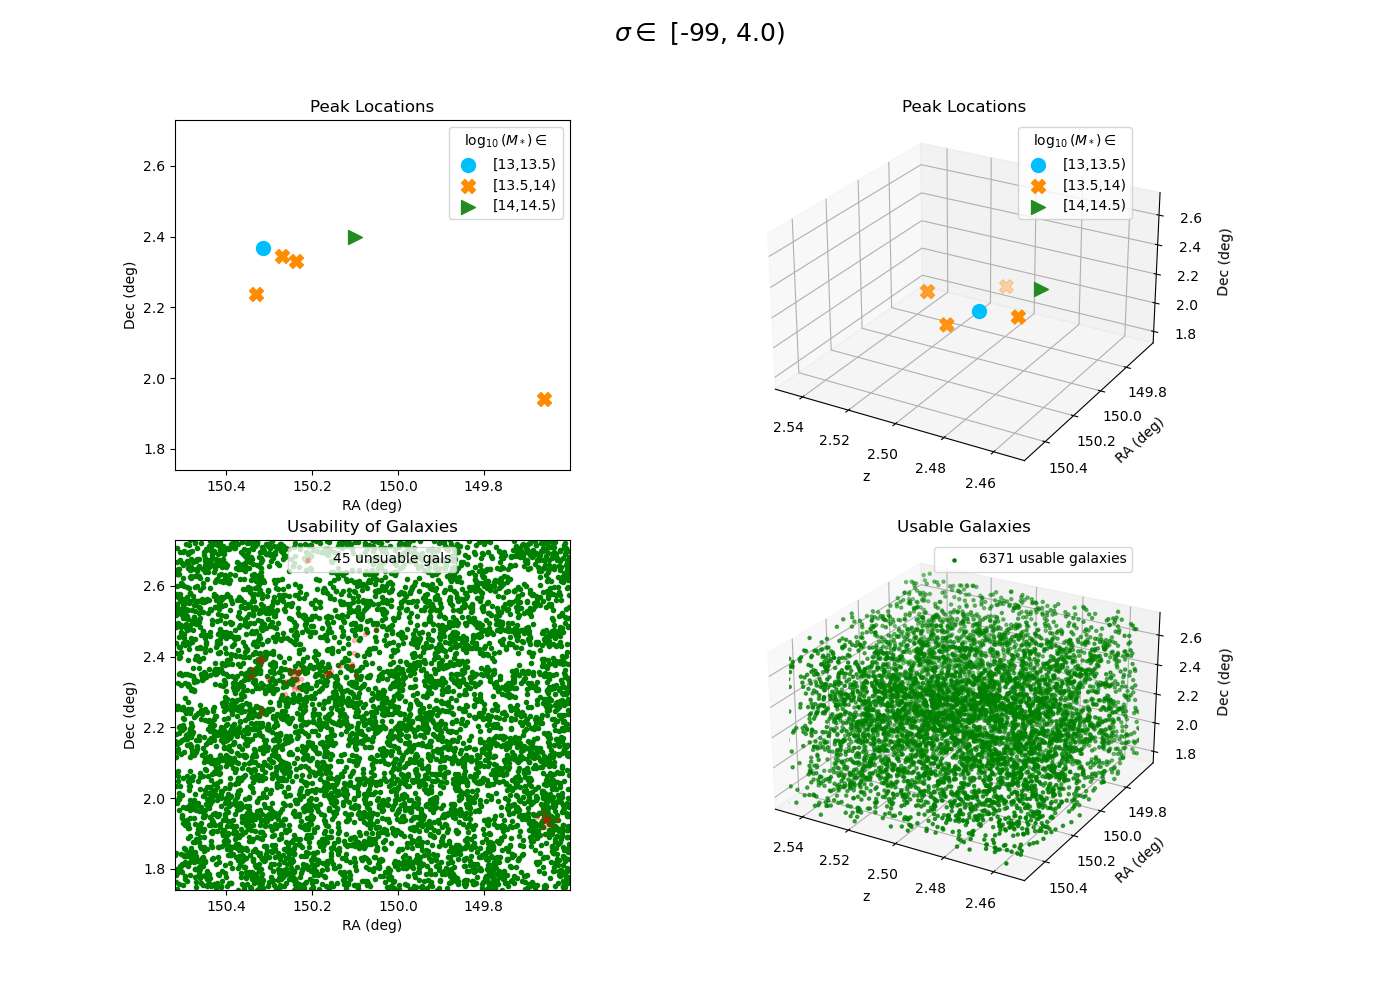 σ ∈ [-99, 4.0)
Peak Locations
log₁₀(M*) ∈
[13,13.5)
[13.5,14)
[14,14.5)
2.6
2.4
2.2
2.0
1.8
Dec (deg)
150.4 150.2 150.0 149.8
RA (deg)
Peak Locations
log₁₀(M*) ∈
[13,13.5)
[13.5,14)
[14,14.5)
2.6
2.4
2.2
2.0
1.8
Dec (deg)
149.8
150.0
150.2
150.4
RA (deg)
2.54
2.52
2.50
2.48
2.46
z
Usability of Galaxies
45 unsuable gals
2.6
2.4
2.2
2.0
1.8
Dec (deg)
150.4 150.2 150.0 149.8
RA (deg)
Usable Galaxies
6371 usable galaxies
2.6
2.4
2.2
2.0
1.8
Dec (deg)
149.8
150.0
150.2
150.4
RA (deg)
2.54
2.52
2.50
2.48
2.46
z